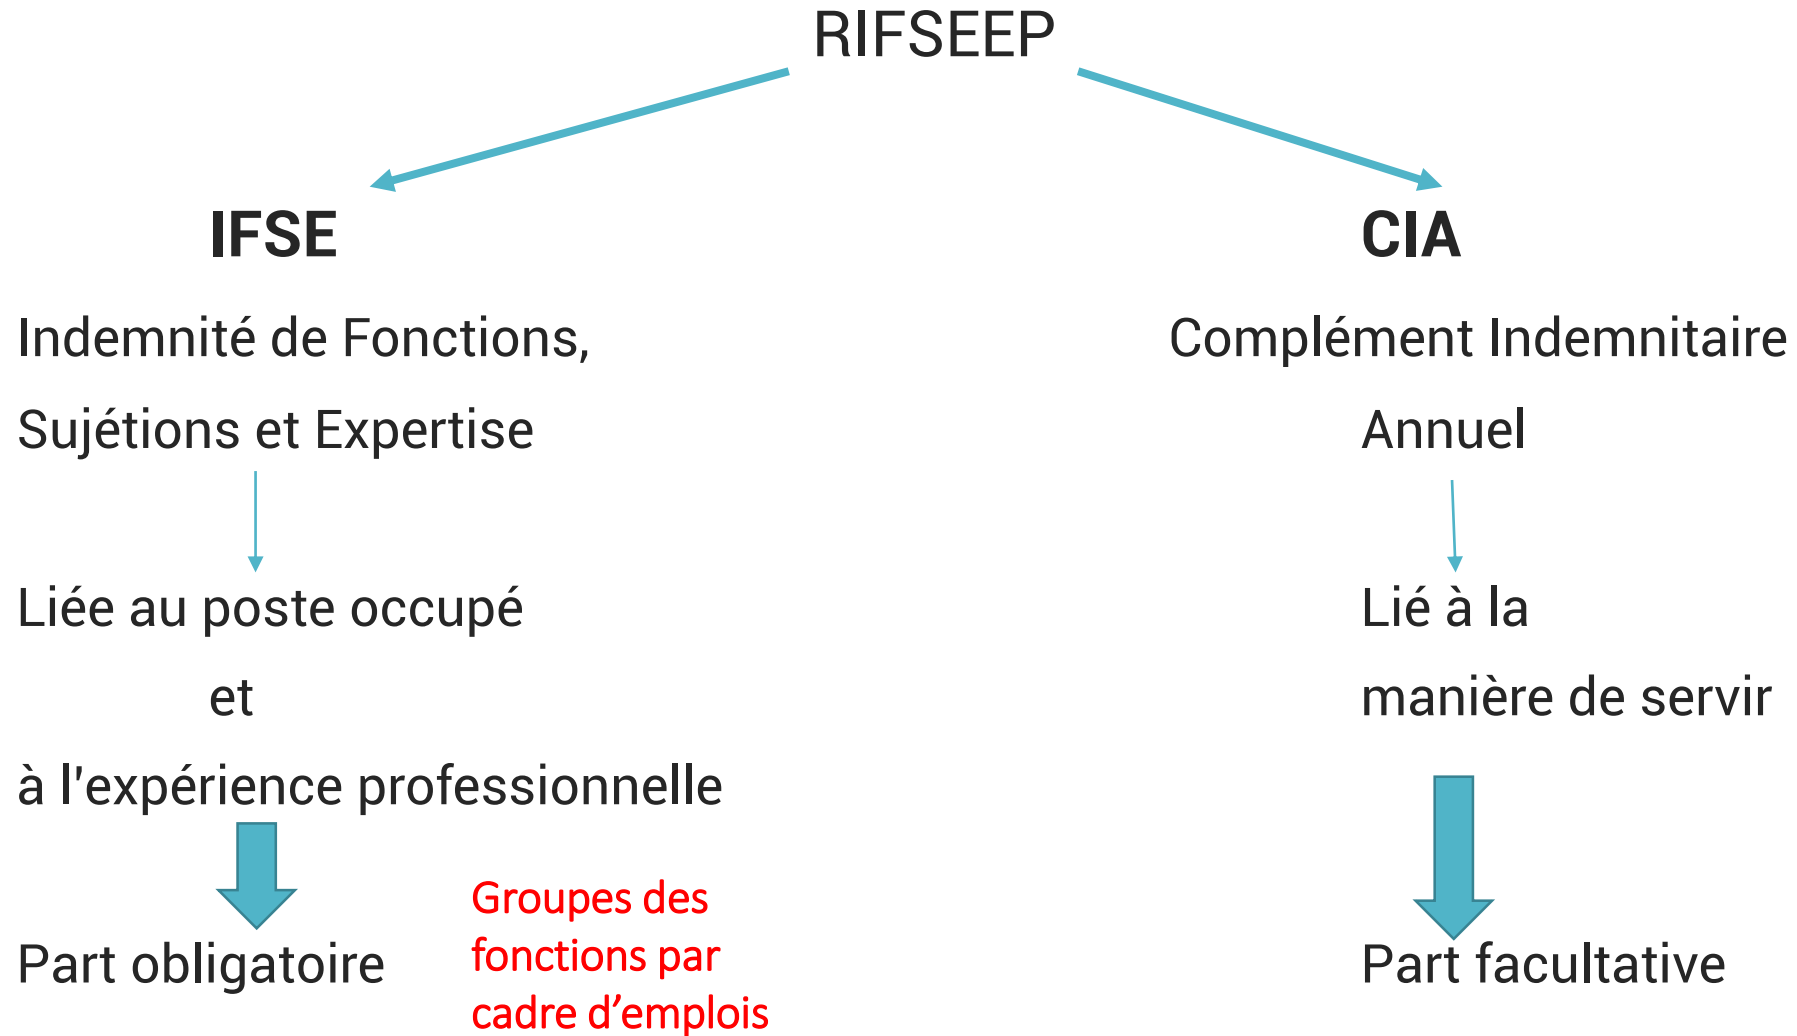 RIFSEEP
IFSE
Indemnité de Fonctions,
Sujétions et Expertise
Liée au poste occupé
et
à l'expérience professionnelle
Part obligatoire
Groupes des
fonctions par
cadre d’emplois
CIA
Complément Indemnitaire
Annuel
Lié à la
manière de servir
Part facultative